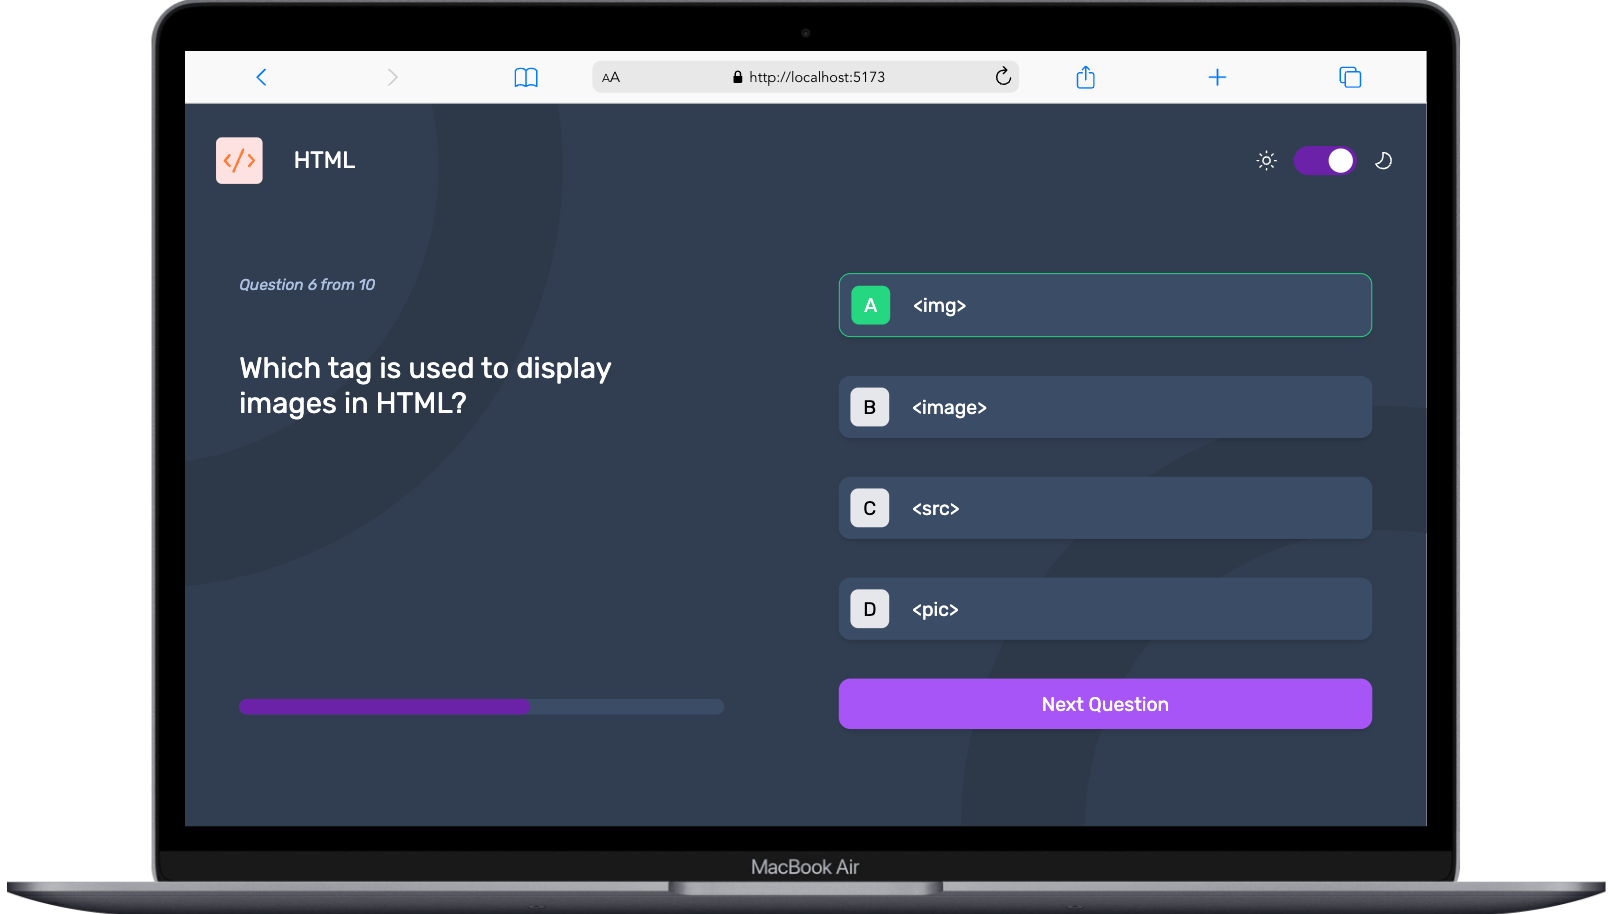 AA
http://localhost:5173
</>
HTML
Question 6 from 10
Which tag is used to display
images in HTML?
A <img>
B <image>
C <src>
D <pic>
Next Question
MacBook Air